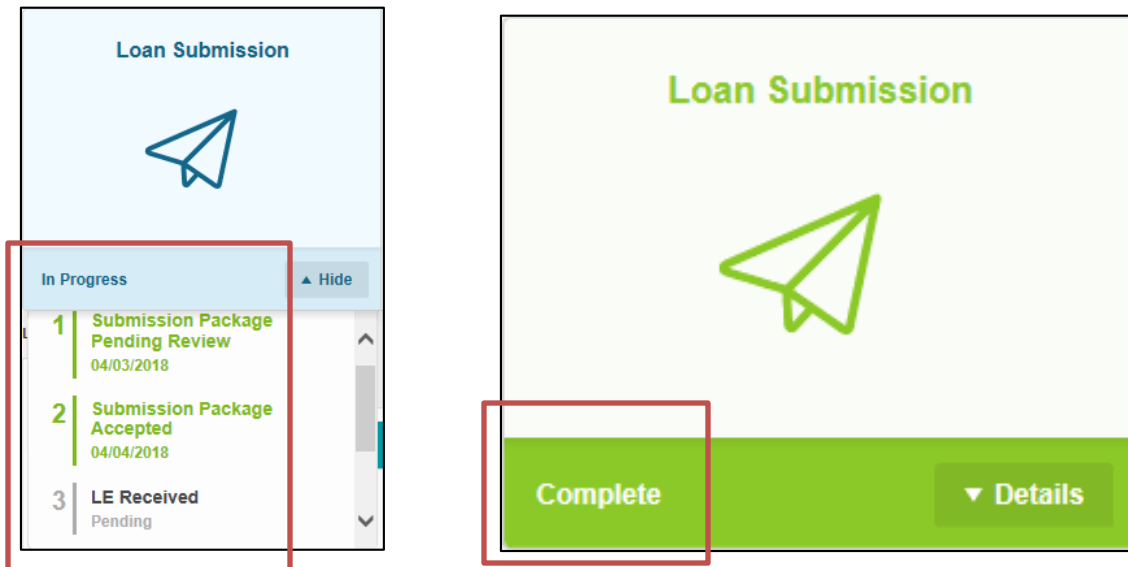 Loan Submission
In Progress
▲ Hide
1 Submission Package
Pending Review
04/03/2018
2 Submission Package
Accepted
04/04/2018
3 LE Received
Pending
Loan Submission
Complete
▼ Details